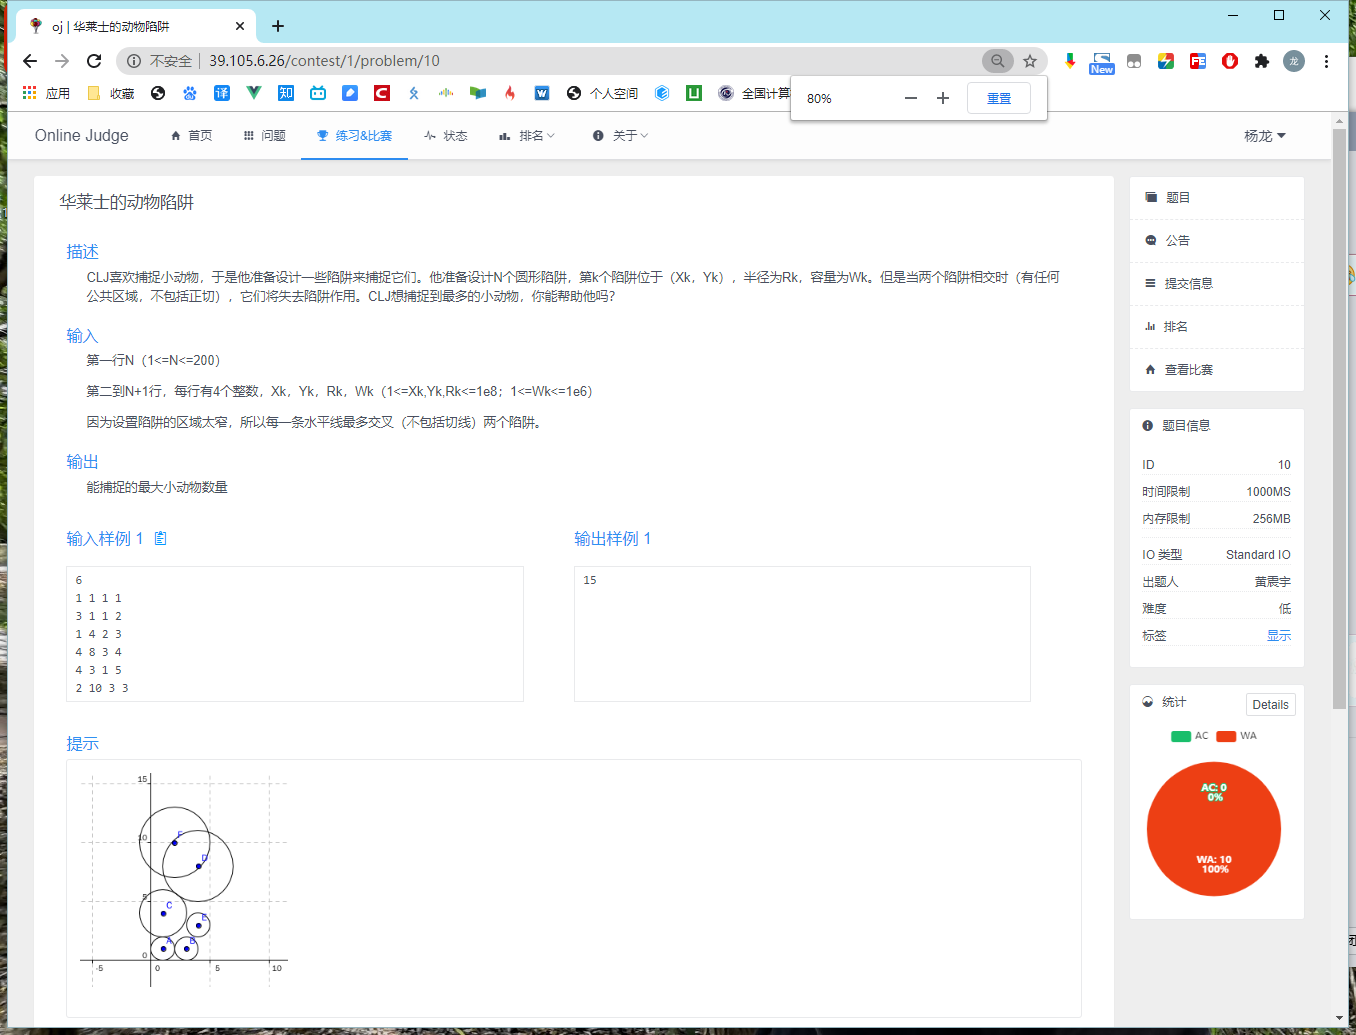 oj | 华莱士的动物陷阱
不安全 39.105.6.26/contest/1/problem/10
New
龙
应用 收藏 译 知 个人空间 全国计算
80% 重置
Online Judge 首页 问题 练习&比赛 状态 排名 关于 杨龙
华莱士的动物陷阱
描述
CLJ喜欢捕捉小动物，于是他准备设计一些陷阱来捕捉它们。他准备设计N个圆形陷阱，第k个陷阱位于（Xk，Yk），半径为Rk，容量为Wk。但是当两个陷阱相交时（有任何
公共区域，不包括正切），它们将失去陷阱作用。CLJ想捕捉到最多的小动物，你能帮助他吗？
输入
第一行N（1<=N<=200）
第二到N+1行，每行有4个整数，Xk，Yk，Rk，Wk（1<=Xk,Yk,Rk<=1e8；1<=Wk<=1e6）
因为设置陷阱的区域太窄，所以每一条水平线最多交叉（不包括切线）两个陷阱。
输出
能捕捉的最大小动物数量
输入样例 1
6
1 1 1 1
3 1 1 2
1 4 2 3
4 8 3 4
4 3 1 5
2 10 3 3
输出样例 1
15
提示
15
10
5
0
-5 0 5 10
F
D
C
E
A B
题目
公告
提交信息
排名
查看比赛
题目信息
ID 10
时间限制 1000MS
内存限制 256MB
IO 类型 Standard IO
出题人 黄震宇
难度 低
标签 显示
统计 Details
AC WA
AC: 0
0%
WA: 10
100%